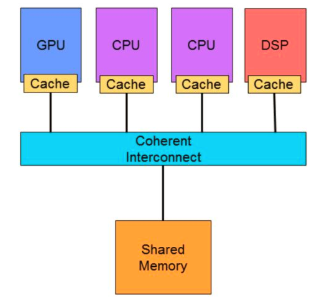 GPU
CPU
CPU
DSP
Cache
Cache
Cache
Cache
Coherent
Interconnect
Shared
Memory